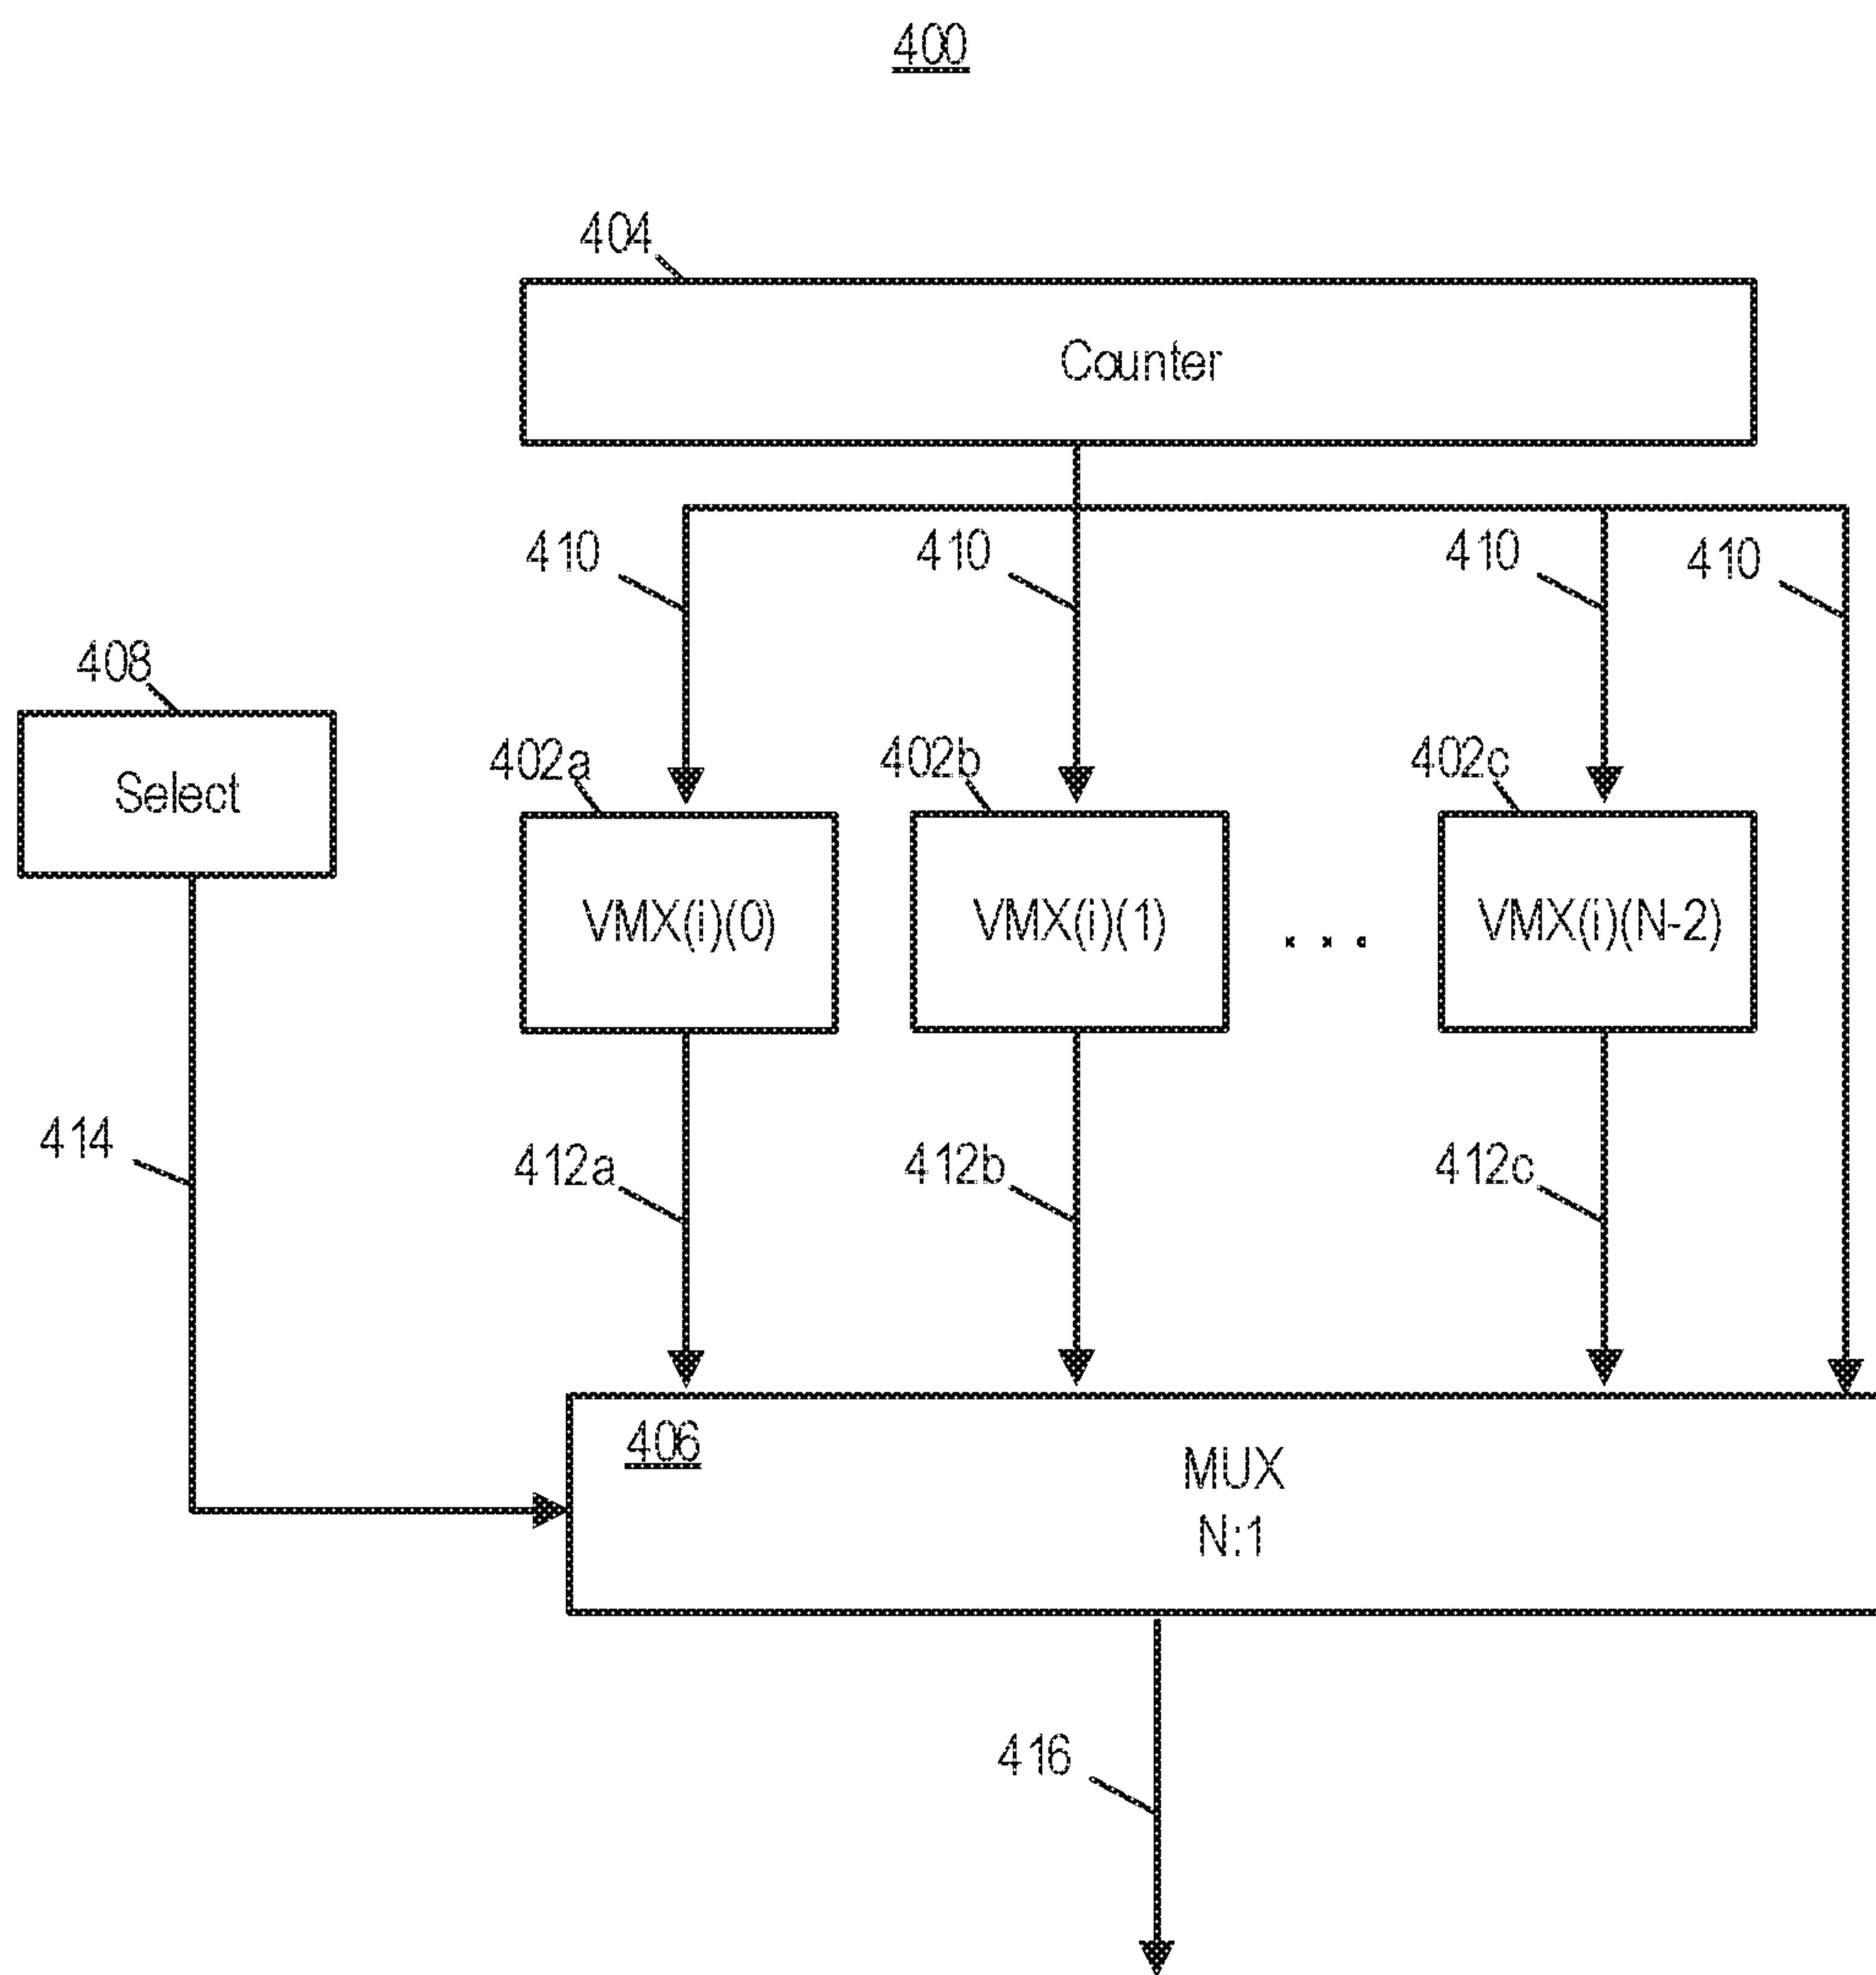 400
404
Counter
410
410
410
410
408
Select
402a
402b
402c
VMX(i)(0)
VMX(i)(1)
. . .
VMX(i)(N-2)
414
412a
412b
412c
406
MUX
N:1
416